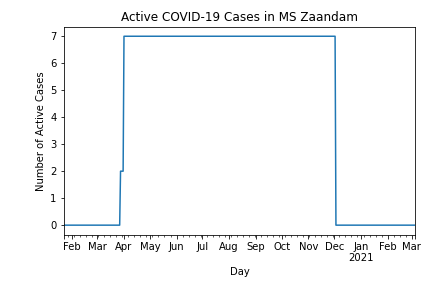 Active COVID-19 Cases in MS Zaandam
Number of Active Cases
7
6
5
4
3
2
1
0
Feb Mar Apr May Jun Jul Aug Sep Oct Nov Dec Jan Feb Mar
2021
Day